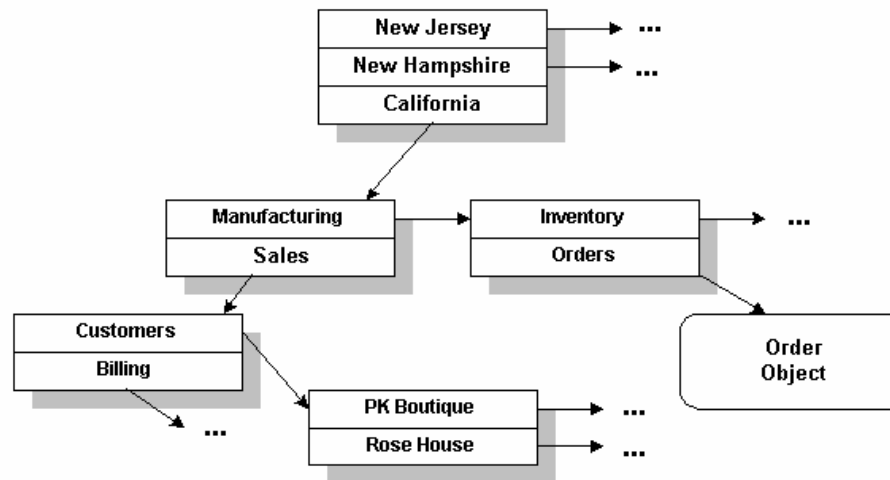 New Jersey
...
New Hampshire
...
California
Manufacturing
Inventory
...
Sales
Orders
Customers
Order
Object
Billing
...
PK Boutique
...
Rose House
...